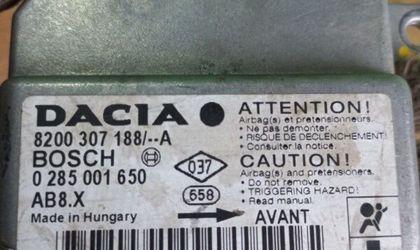 DACIA
8200 307 188/--A
BOSCH
0 285 001 650
AB8.X
Made in Hungary
037
658
ATTENTION!
Airbag(s) et pretensionneurs.
• Ne pas demonter.
• RISQUE DE DECLENCHEMENT!
• Consulter la notice.
CAUTION!
Airbag(s) and pretensioners.
• Do not remove.
• TRIGGERING HAZARD!
• Read manual.
AVANT